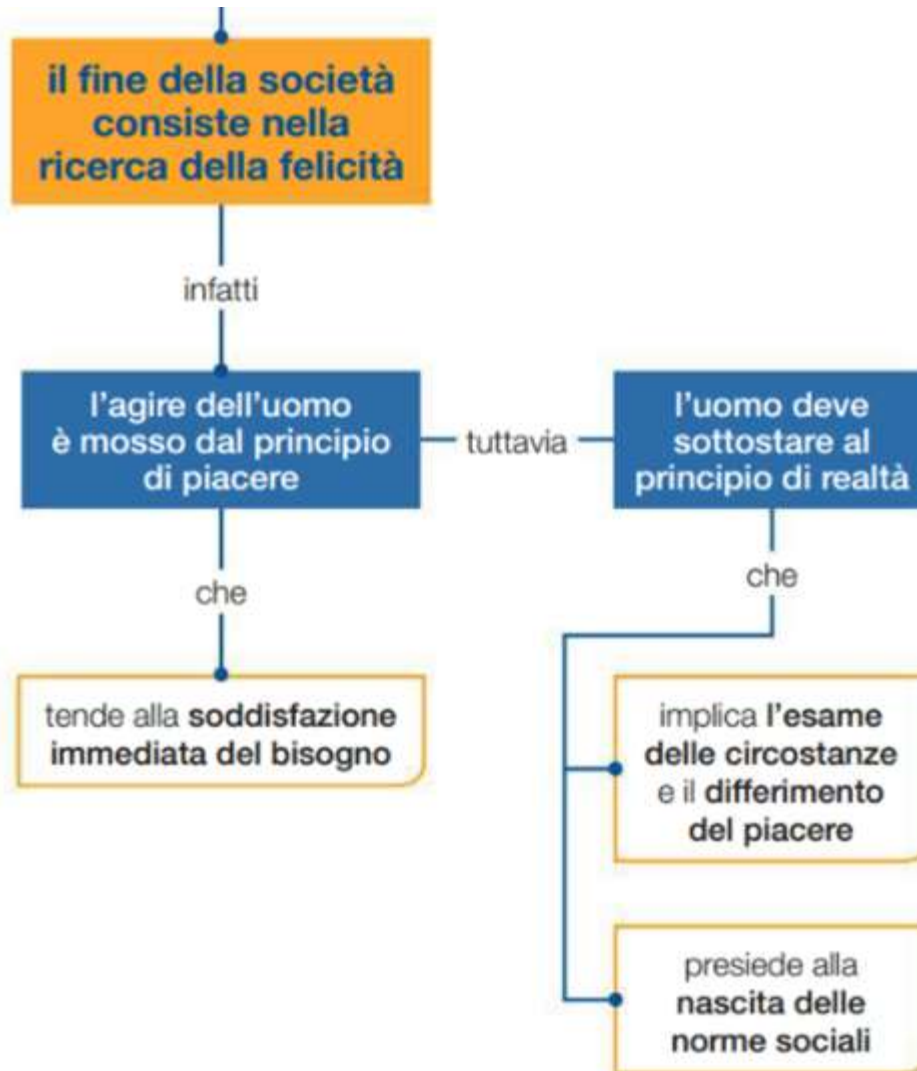 il fine della società
consiste nella
ricerca della felicità
infatti
l'agire dell'uomo
è mosso dal principio
di piacere
tuttavia
l'uomo deve
sottostare al
principio di realtà
che
tende alla soddisfazione
immediata del bisogno
che
implica l'esame
delle circostanze
e il differimento
del piacere
presiede alla
nascita delle
norme sociali